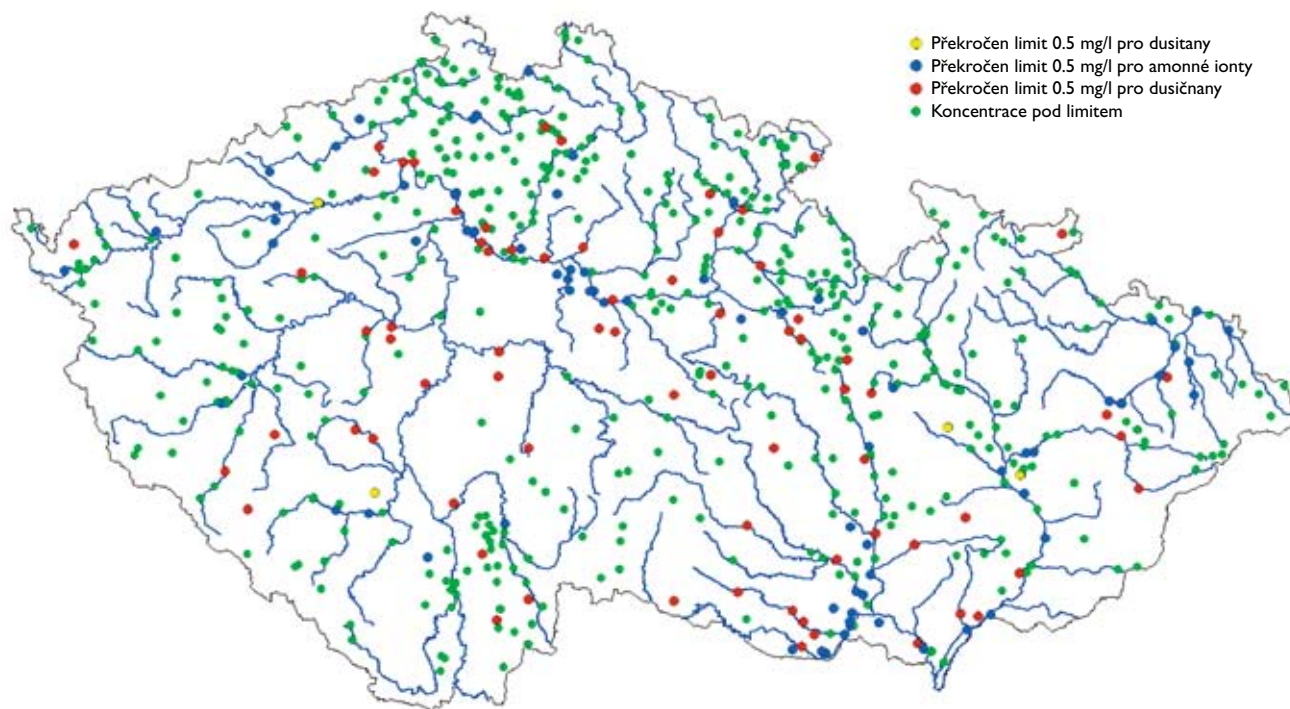 Překročen limit 0.5 mg/l pro dusitany
Překročen limit 0.5 mg/l pro amonné ionty
Překročen limit 0.5 mg/l pro dusičnany
Koncentrace pod limitem